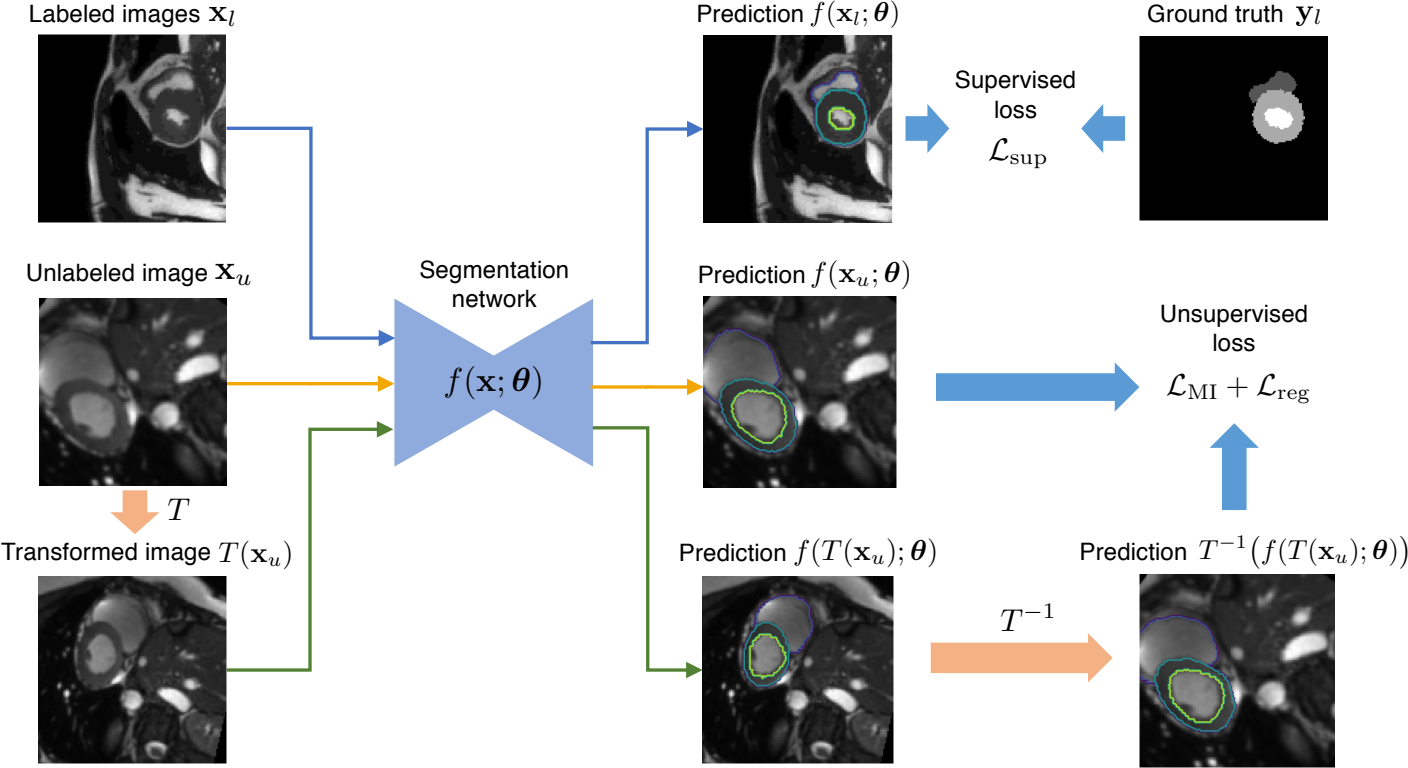 Labeled images x_l
Prediction f(x_l; θ)
Ground truth y_l
Supervised
loss
ℒ_sup
Unlabeled image x_u
Segmentation
network
f(x; θ)
Prediction f(x_u; θ)
Unsupervised
loss
ℒ_MI + ℒ_reg
T
Transformed image T(x_u)
Prediction f(T(x_u); θ)
T⁻¹
Prediction T⁻¹(f(T(x_u); θ))